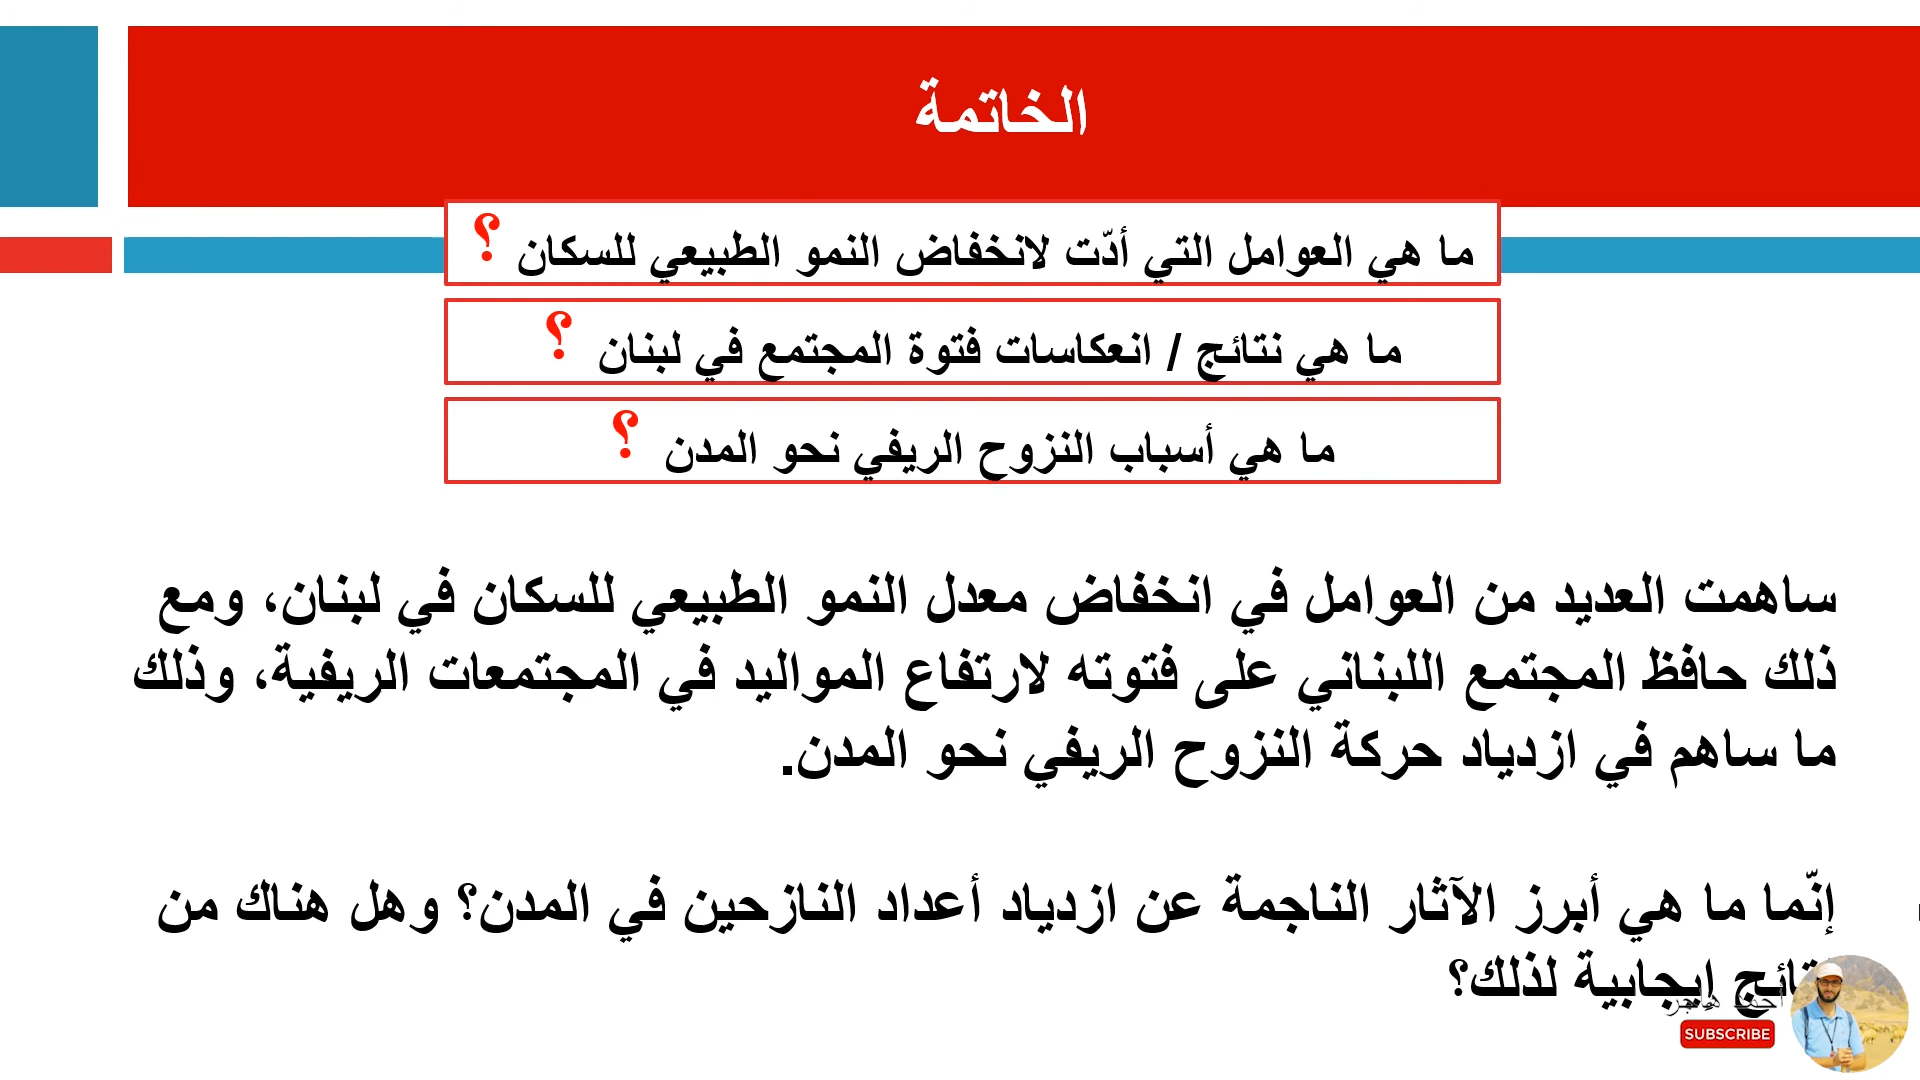 الخاتمة
ما هي العوامل التي أدّت لانخفاض النمو الطبيعي للسكان ؟
ما هي نتائج / انعكاسات فتوة المجتمع في لبنان ؟
ما هي أسباب النزوح الريفي نحو المدن ؟
ساهمت العديد من العوامل في انخفاض معدل النمو الطبيعي للسكان في لبنان، ومع
ذلك حافظ المجتمع اللبناني على فتوته لارتفاع المواليد في المجتمعات الريفية، وذلك
ما ساهم في ازدياد حركة النزوح الريفي نحو المدن.
إنّما ما هي أبرز الآثار الناجمة عن ازدياد أعداد النازحين في المدن؟ وهل هناك من
نتائج إيجابية لذلك؟
أحمد هاجر
SUBSCRIBE